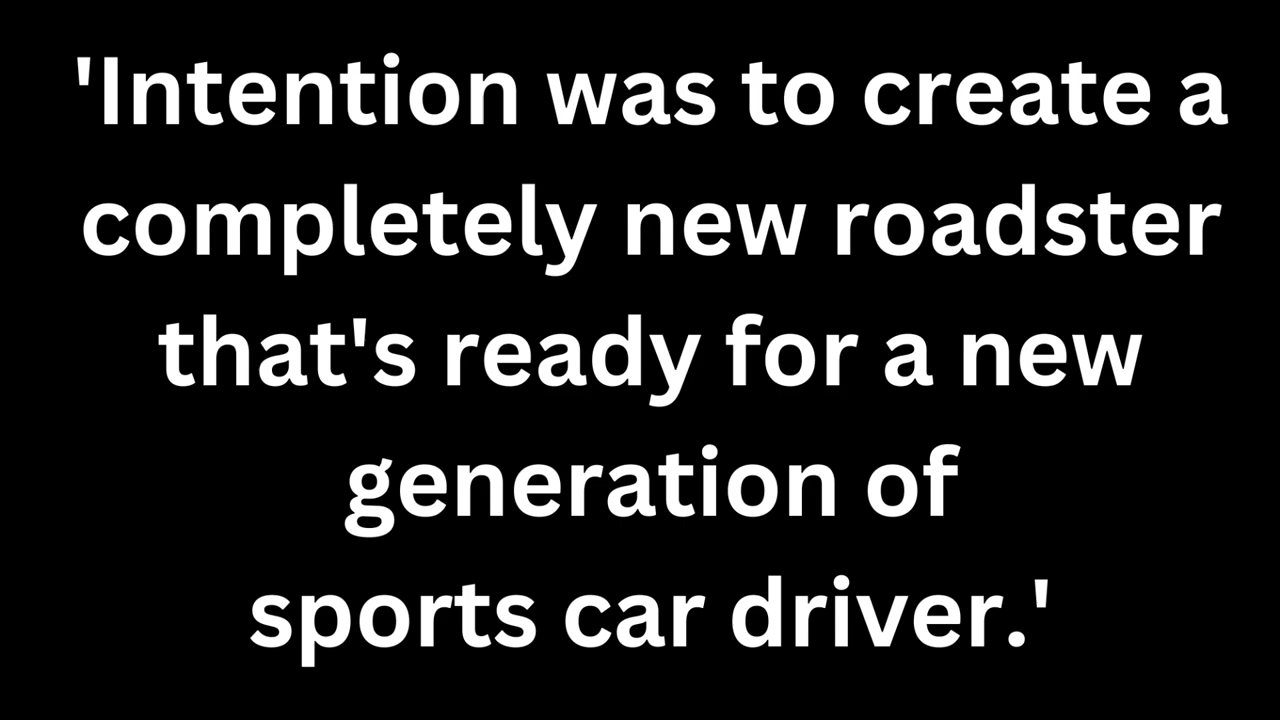 'Intention was to create a
completely new roadster
that's ready for a new
generation of
sports car driver.'